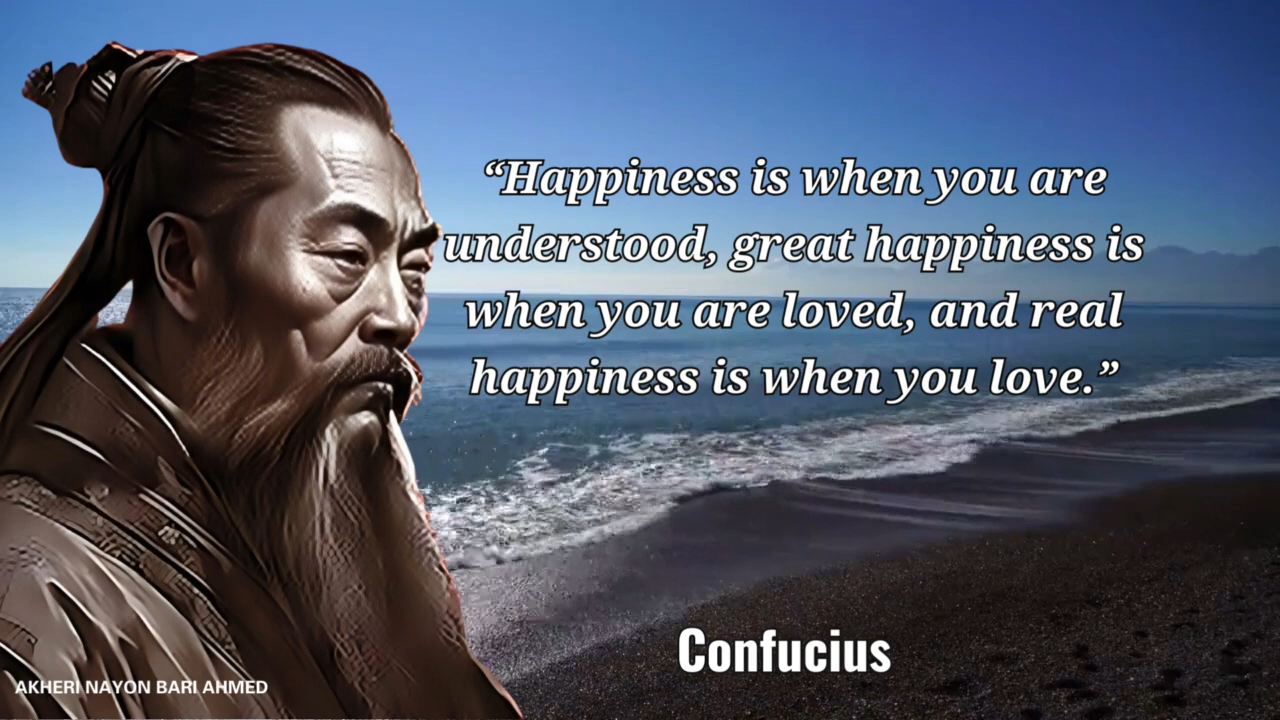 “Happiness is when you are
understood, great happiness is
when you are loved, and real
happiness is when you love.”
Confucius
AKHERI NAYON BARI AHMED